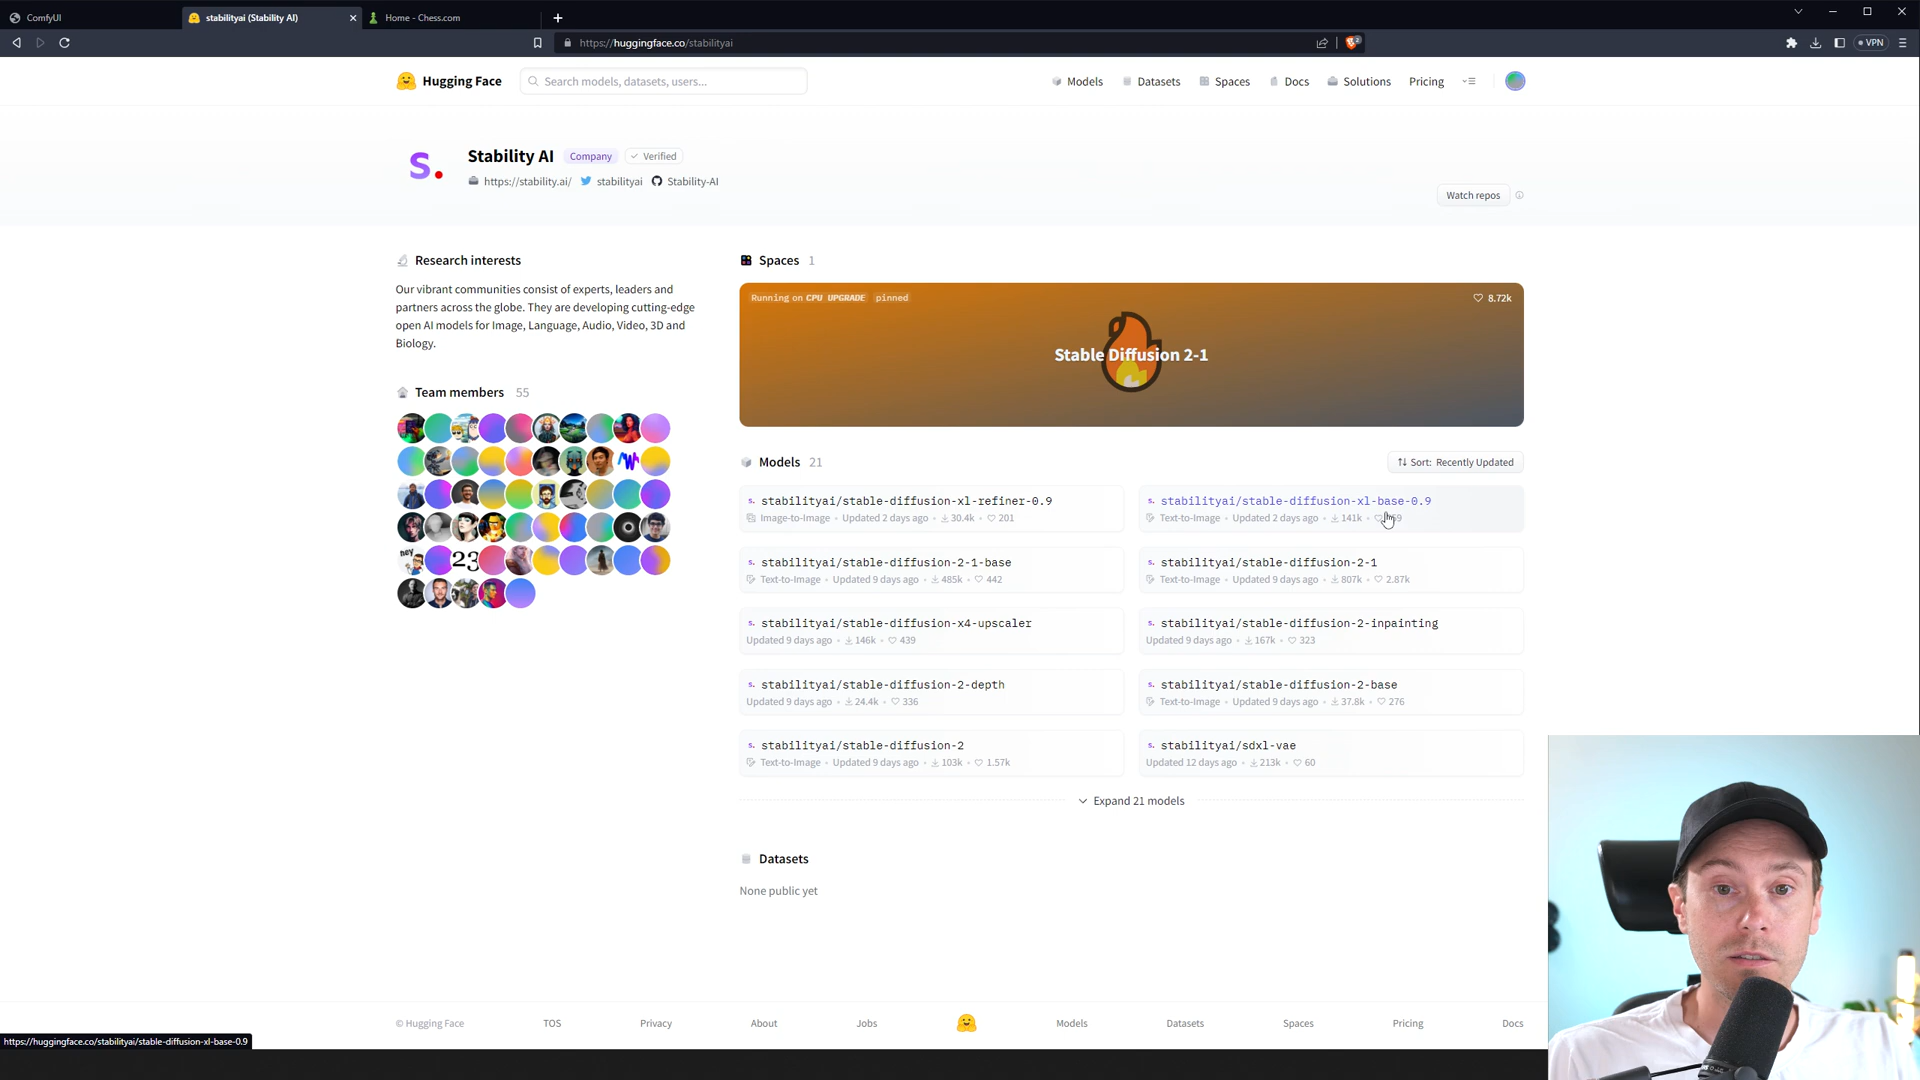 ComfyUI
stabilityai (Stability AI)
Home - Chess.com
https://huggingface.co/stabilityai
VPN
Hugging Face
Search models, datasets, users...
Models
Datasets
Spaces
Docs
Solutions
Pricing
S.
Stability AI
Company
Verified
https://stability.ai/
stabilityai
Stability-AI
Watch repos
Research interests
Our vibrant communities consist of experts, leaders and
partners across the globe. They are developing cutting-edge
open AI models for Image, Language, Audio, Video, 3D and
Biology.
Team members 55
hey
23
Spaces 1
Running on CPU UPGRADE pinned
8.72k
Stable Diffusion 2-1
Models 21
Sort: Recently Updated
stabilityai/stable-diffusion-xl-refiner-0.9
Image-to-Image • Updated 2 days ago • 30.4k • 201
stabilityai/stable-diffusion-xl-base-0.9
Text-to-Image • Updated 2 days ago • 141k •
stabilityai/stable-diffusion-2-1-base
Text-to-Image • Updated 9 days ago • 485k • 442
stabilityai/stable-diffusion-2-1
Text-to-Image • Updated 9 days ago • 807k • 2.87k
stabilityai/stable-diffusion-x4-upscaler
Updated 9 days ago • 146k • 439
stabilityai/stable-diffusion-2-inpainting
Updated 9 days ago • 167k • 323
stabilityai/stable-diffusion-2-depth
Updated 9 days ago • 24.4k • 336
stabilityai/stable-diffusion-2-base
Text-to-Image • Updated 9 days ago • 37.8k • 276
stabilityai/stable-diffusion-2
Text-to-Image • Updated 9 days ago • 103k • 1.57k
stabilityai/sdxl-vae
Updated 12 days ago • 213k • 60
Expand 21 models
Datasets
None public yet
© Hugging Face
TOS
Privacy
About
Jobs
Models
Datasets
Spaces
Pricing
Docs
https://huggingface.co/stabilityai/stable-diffusion-xl-base-0.9